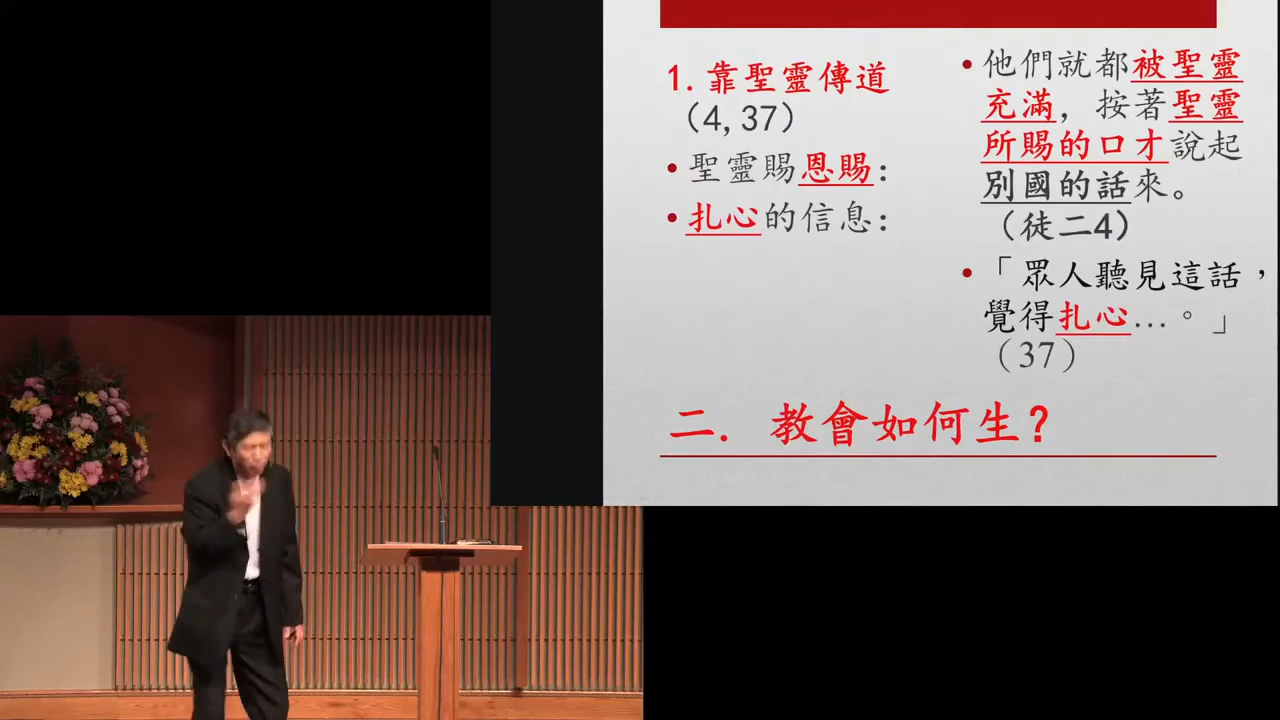 1.靠聖靈傳道
(4,37)
• 聖靈賜恩賜：
• 扎心的信息：
• 他們就都被聖靈
充滿，按著聖靈
所賜的口才說起
別國的話來。
（徒二4）
• 「眾人聽見這話，
覺得扎心…。」
（37）
二. 教會如何生？